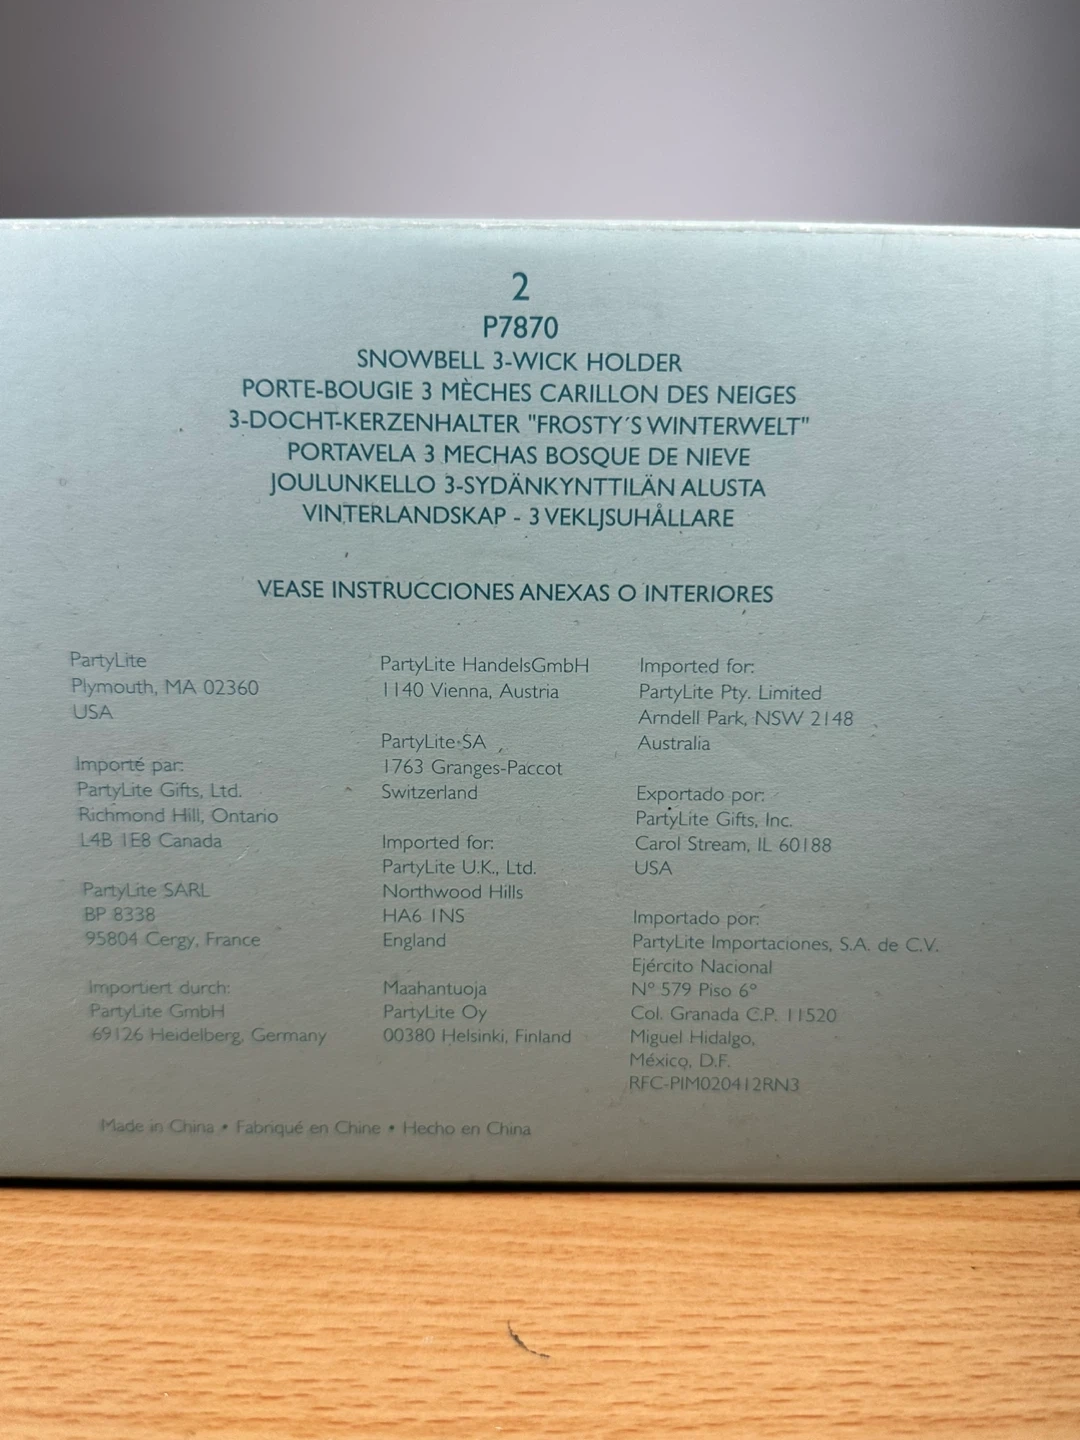 2
P7870
SNOWBELL 3-WICK HOLDER
PORTE-BOUGIE 3 MÈCHES CARILLON DES NEIGES
3-DOCHT-KERZENHALTER "FROSTY´S WINTERWELT"
PORTAVELA 3 MECHAS BOSQUE DE NIEVE
JOULUNKELLO 3-SYDÄNKYNTTILÄN ALUSTA
VINTERLANDSKAP - 3 VEKLJSUHÅLLARE
VEASE INSTRUCCIONES ANEXAS O INTERIORES
PartyLite
Plymouth, MA 02360
USA
Importé par:
PartyLite Gifts, Ltd.
Richmond Hill, Ontario
L4B 1E8 Canada
PartyLite SARL
BP 8338
95804 Cergy, France
Importiert durch:
PartyLite GmbH
69126 Heidelberg, Germany
PartyLite HandelsGmbH
1140 Vienna, Austria
PartyLite SA
1763 Granges-Paccot
Switzerland
Imported for:
PartyLite U.K., Ltd.
Northwood Hills
HA6 1NS
England
Maahantuoja
PartyLite Oy
00380 Helsinki, Finland
Imported for:
PartyLite Pty. Limited
Arndell Park, NSW 2148
Australia
Exportado por:
PartyLite Gifts, Inc.
Carol Stream, IL 60188
USA
Importado por:
PartyLite Importaciones, S.A. de C.V.
Ejército Nacional
Nº 579 Piso 6º
Col. Granada C.P. 11520
Miguel Hidalgo,
México, D.F.
RFC-PIM020412RN3
Made in China • Fabriqué en Chine • Hecho en China